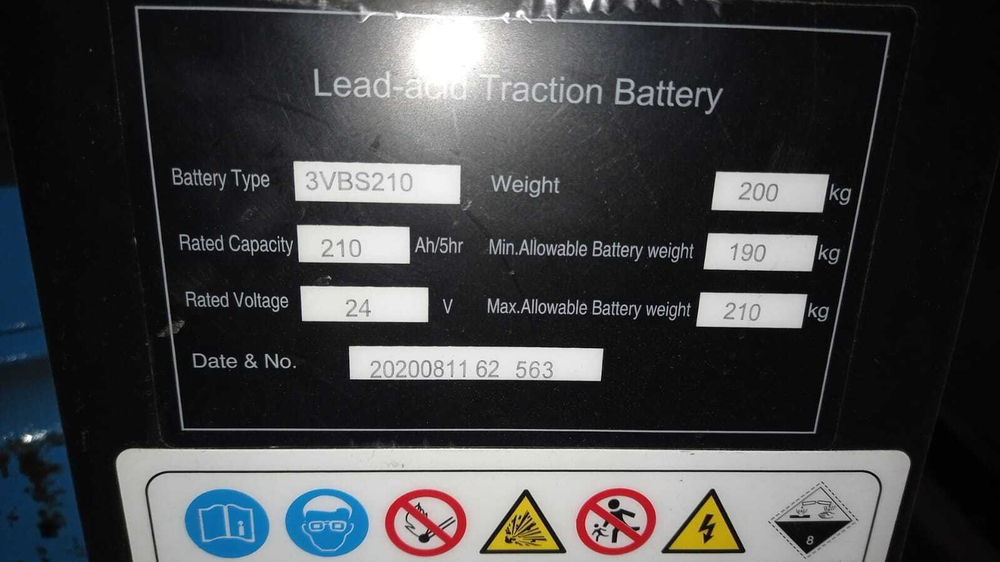 Lead-acid Traction Battery
Battery Type 3VBS210 Weight 200 kg
Rated Capacity 210 Ah/5hr Min.Allowable Battery weight 190 kg
Rated Voltage 24 V Max.Allowable Battery weight 210 kg
Date & No. 20200811 62 563
i
8